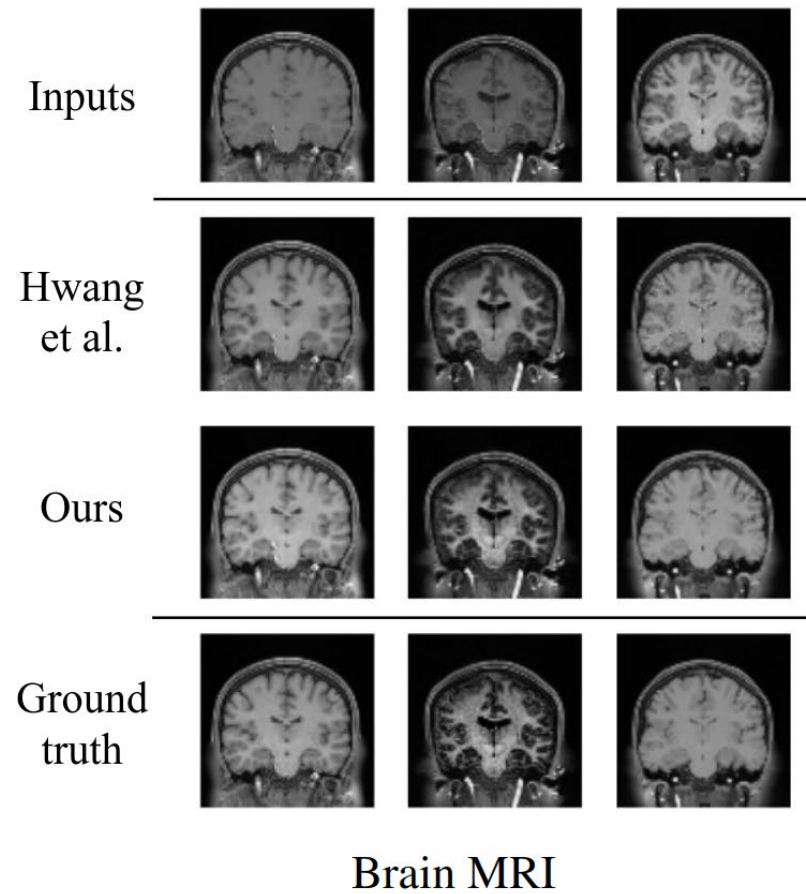 Inputs
Hwang
et al.
Ours
Ground
truth
Brain MRI